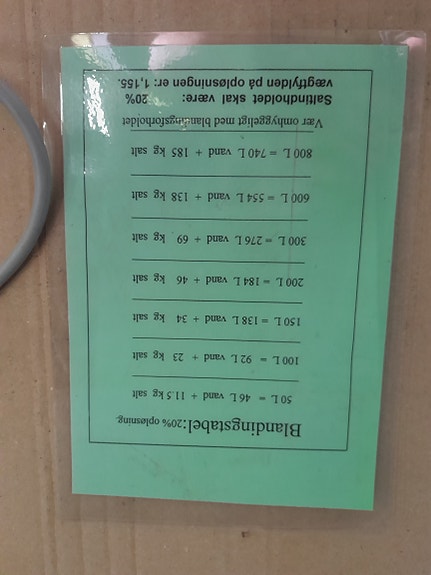 Blandingstabel: 20% opløsning.
50 L = 46 L vand + 11.5 kg salt
100 L = 92 L vand + 23 kg salt
150 L = 138 L vand + 34 kg salt
200 L = 184 L vand + 46 kg salt
300 L = 276 L vand + 69 kg salt
600 L = 554 L vand + 138 kg salt
800 L = 740 L vand + 185 kg salt
Vær omhyggeligt med blandingsforholdet
Saltindholdet skal være: 20%
vægtfylden på opløsningen er: 1,155.